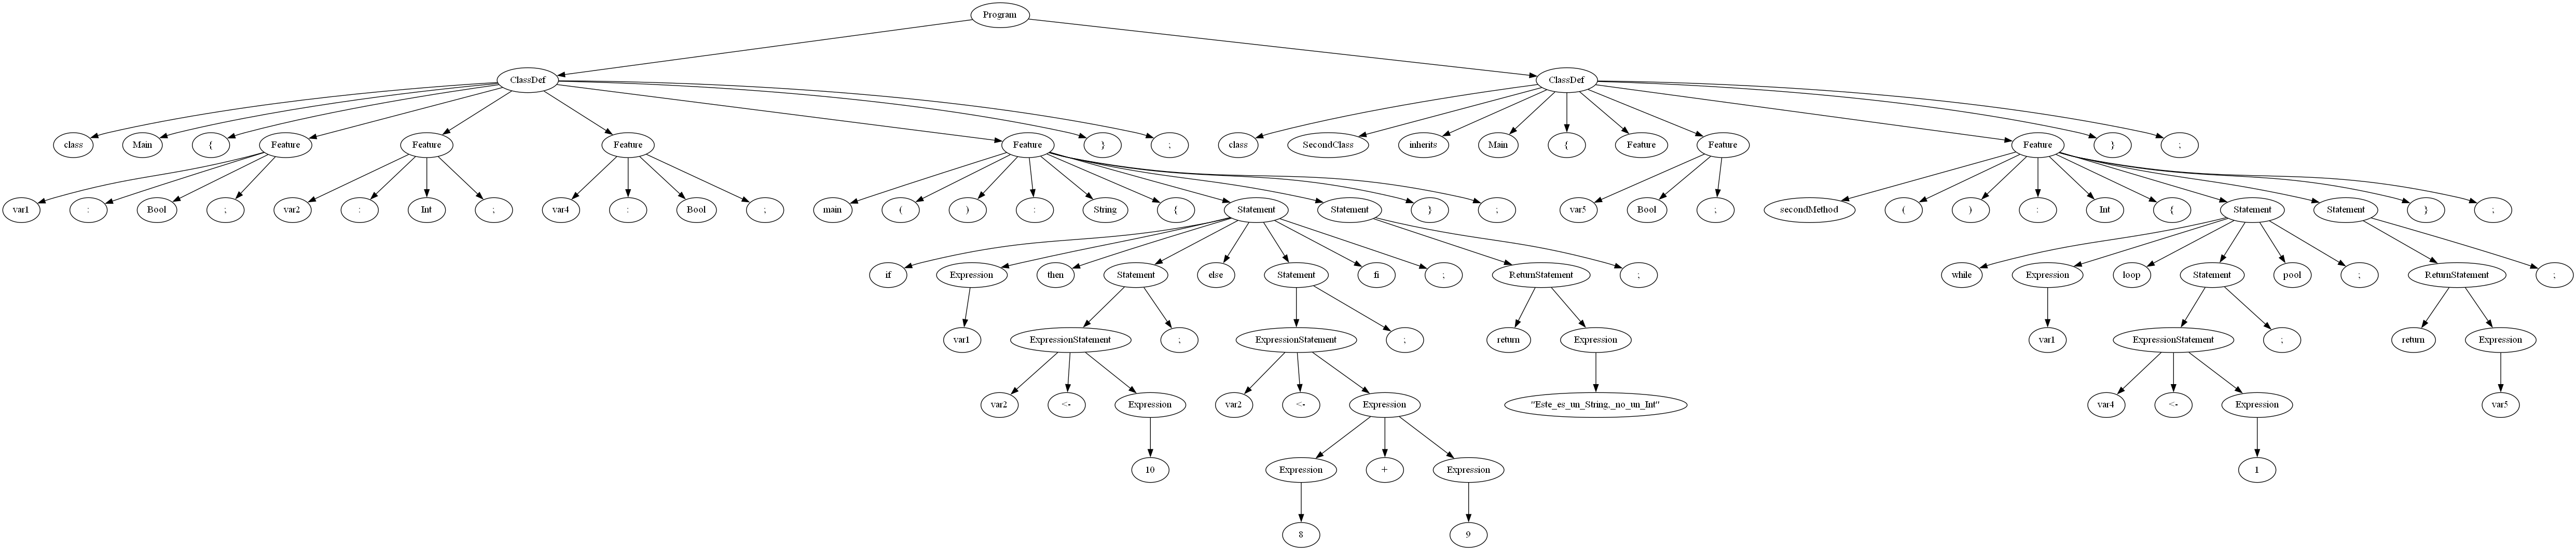 Program
ClassDef ClassDef
class Main { Feature Feature Feature Feature } ; class SecondClass inherits Main { Feature Feature Feature } ;
var1 : Bool ; var2 : Int ; var4 : Bool ; main ( ) : String { Statement Statement } ; var5 Bool ; secondMethod ( ) : Int { Statement Statement } ;
if Expression then Statement else Statement fi ; ReturnStatement ; while Expression loop Statement pool ; ReturnStatement ;
var1 ExpressionStatement ; ExpressionStatement ; return Expression var1 ExpressionStatement ; return Expression
var2 <- Expression var2 <- Expression "Este_es_un_String,_no_un_Int" var4 <- Expression var5
10 Expression + Expression 1
8 9